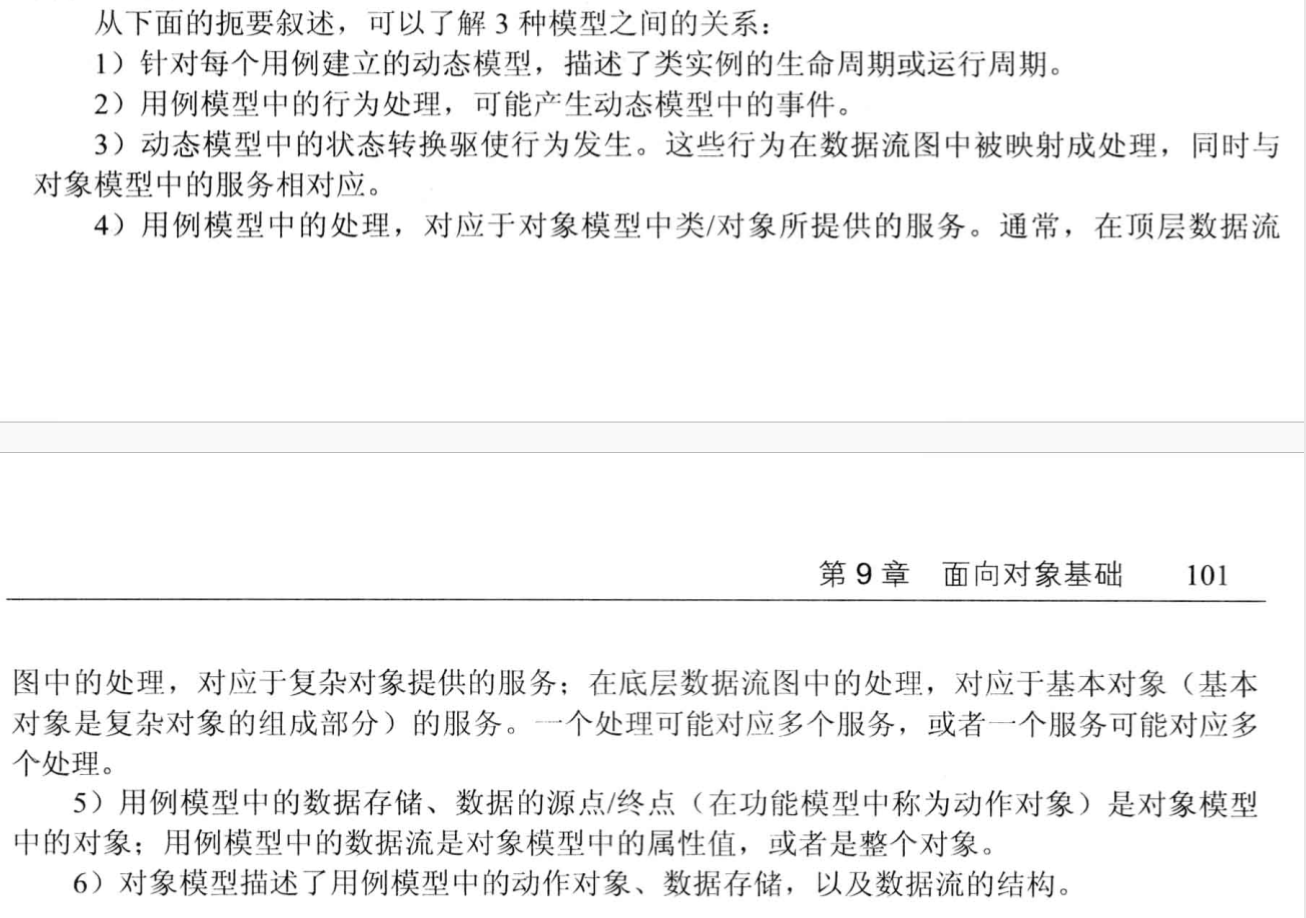 从下面的扼要叙述，可以了解 3 种模型之间的关系：
1）针对每个用例建立的动态模型，描述了类实例的生命周期或运行周期。
2）用例模型中的行为处理，可能产生动态模型中的事件。
3）动态模型中的状态转换驱使行为发生。这些行为在数据流图中被映射成处理，同时与
对象模型中的服务相对应。
4）用例模型中的处理，对应于对象模型中类/对象所提供的服务。通常，在顶层数据流
第 9 章 面向对象基础 101
图中的处理，对应于复杂对象提供的服务；在底层数据流图中的处理，对应于基本对象（基本
对象是复杂对象的组成部分）的服务。一个处理可能对应多个服务，或者一个服务可能对应多
个处理。
5）用例模型中的数据存储、数据的源点/终点（在功能模型中称为动作对象）是对象模型
中的对象；用例模型中的数据流是对象模型中的属性值，或者是整个对象。
6）对象模型描述了用例模型中的动作对象、数据存储，以及数据流的结构。